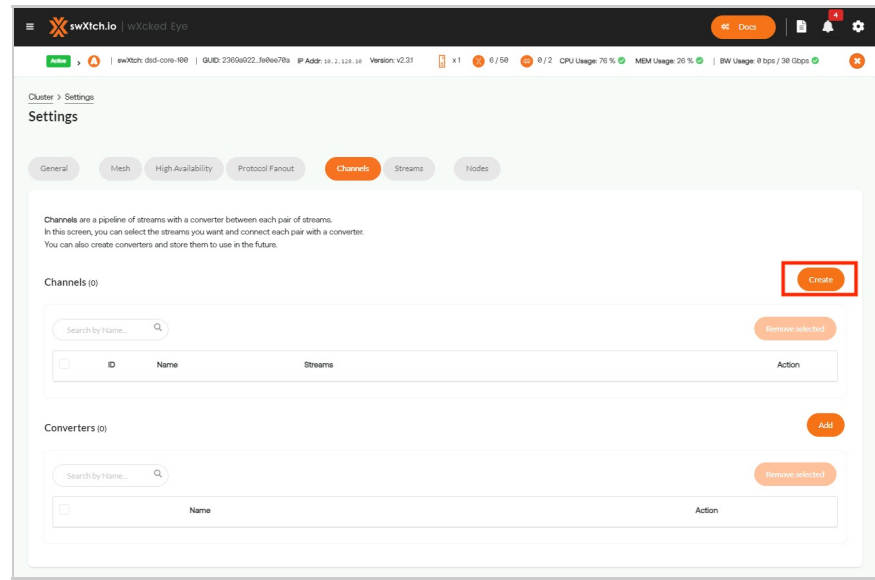 swXtch.io | wXcked Eye
Docs
4
Active > | swXtch: dsd-core-100 | GUID: 2369a922_fe0ee70a IP Addr: 10.2.128.10 Version: v2.3.1 x 1 6 / 50 0 / 2 CPU Usage: 76 % MEM Usage: 26 % | BW Usage: 0 bps / 30 Gbps
Cluster > Settings
Settings
General Mesh High Availability Protocol Fanout Channels Streams Nodes
Channels are a pipeline of streams with a converter between each pair of streams.
In this screen, you can select the streams you want and connect each pair with a converter.
You can also create converters and store them to use in the future.
Channels (0)
Create
Search by Name...
Remove selected
ID Name Streams Action
Converters (0)
Add
Search by Name...
Remove selected
Name Action